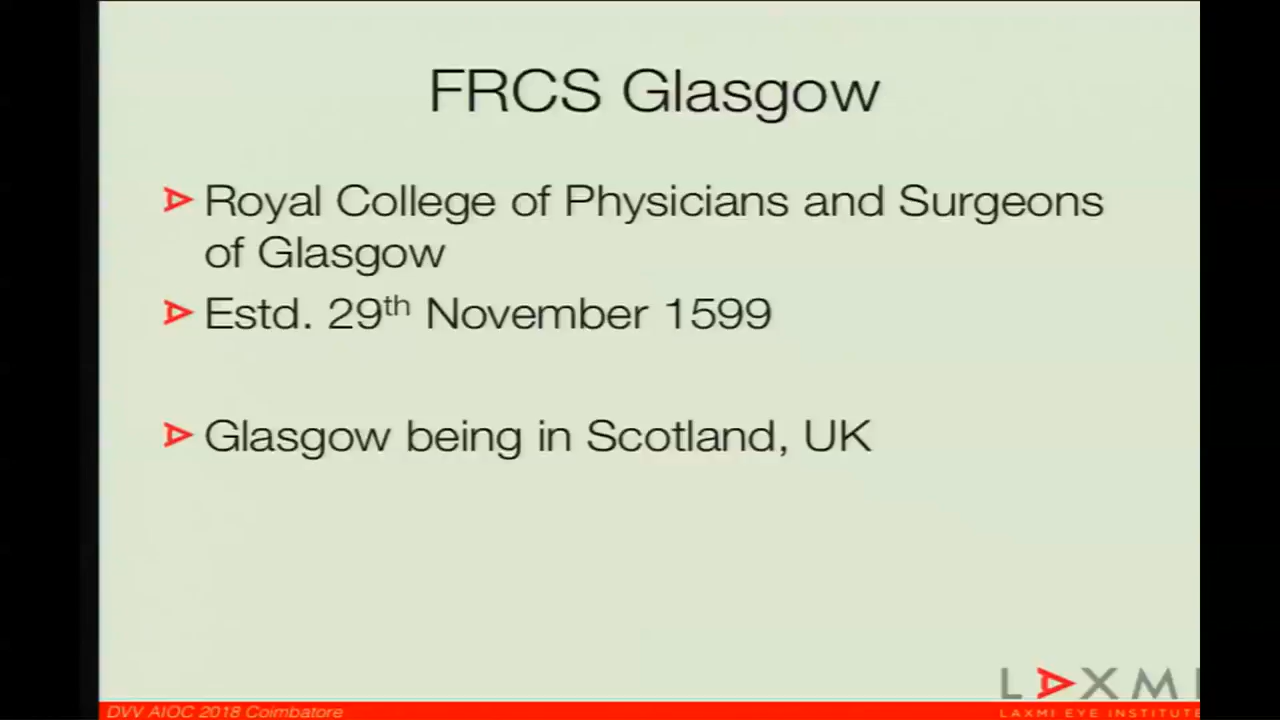 FRCS Glasgow
Royal College of Physicians and Surgeons
of Glasgow
Estd. 29th November 1599
Glasgow being in Scotland, UK
LAXMI
LAXMI EYE INSTITUTE
DVV AIOC 2018 Coimbatore